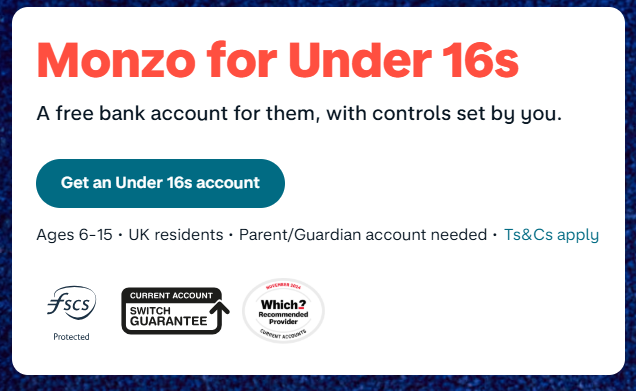 Monzo for Under 16s
A free bank account for them, with controls set by you.
Get an Under 16s account
Ages 6-15 • UK residents • Parent/Guardian account needed • Ts&Cs apply
fscs
Protected
CURRENT ACCOUNT
SWITCH
GUARANTEE
NOVEMBER 2024
Which?
Recommended
Provider
CURRENT ACCOUNTS